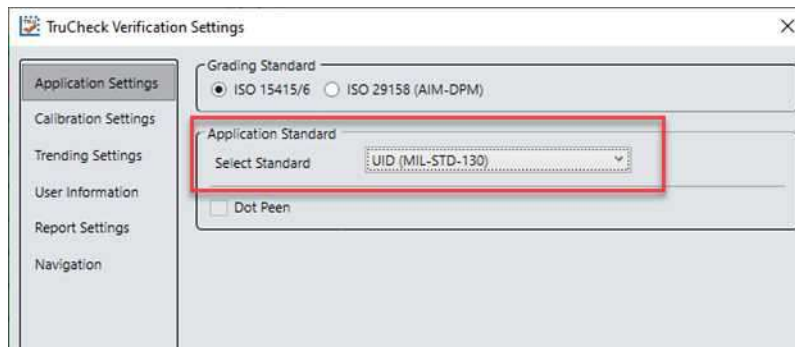 TruCheck Verification Settings
Application Settings
Calibration Settings
Trending Settings
User Information
Report Settings
Navigation
Grading Standard
ISO 15415/6 ISO 29158 (AIM-DPM)
Application Standard
Select Standard UID (MIL-STD-130)
Dot Peen